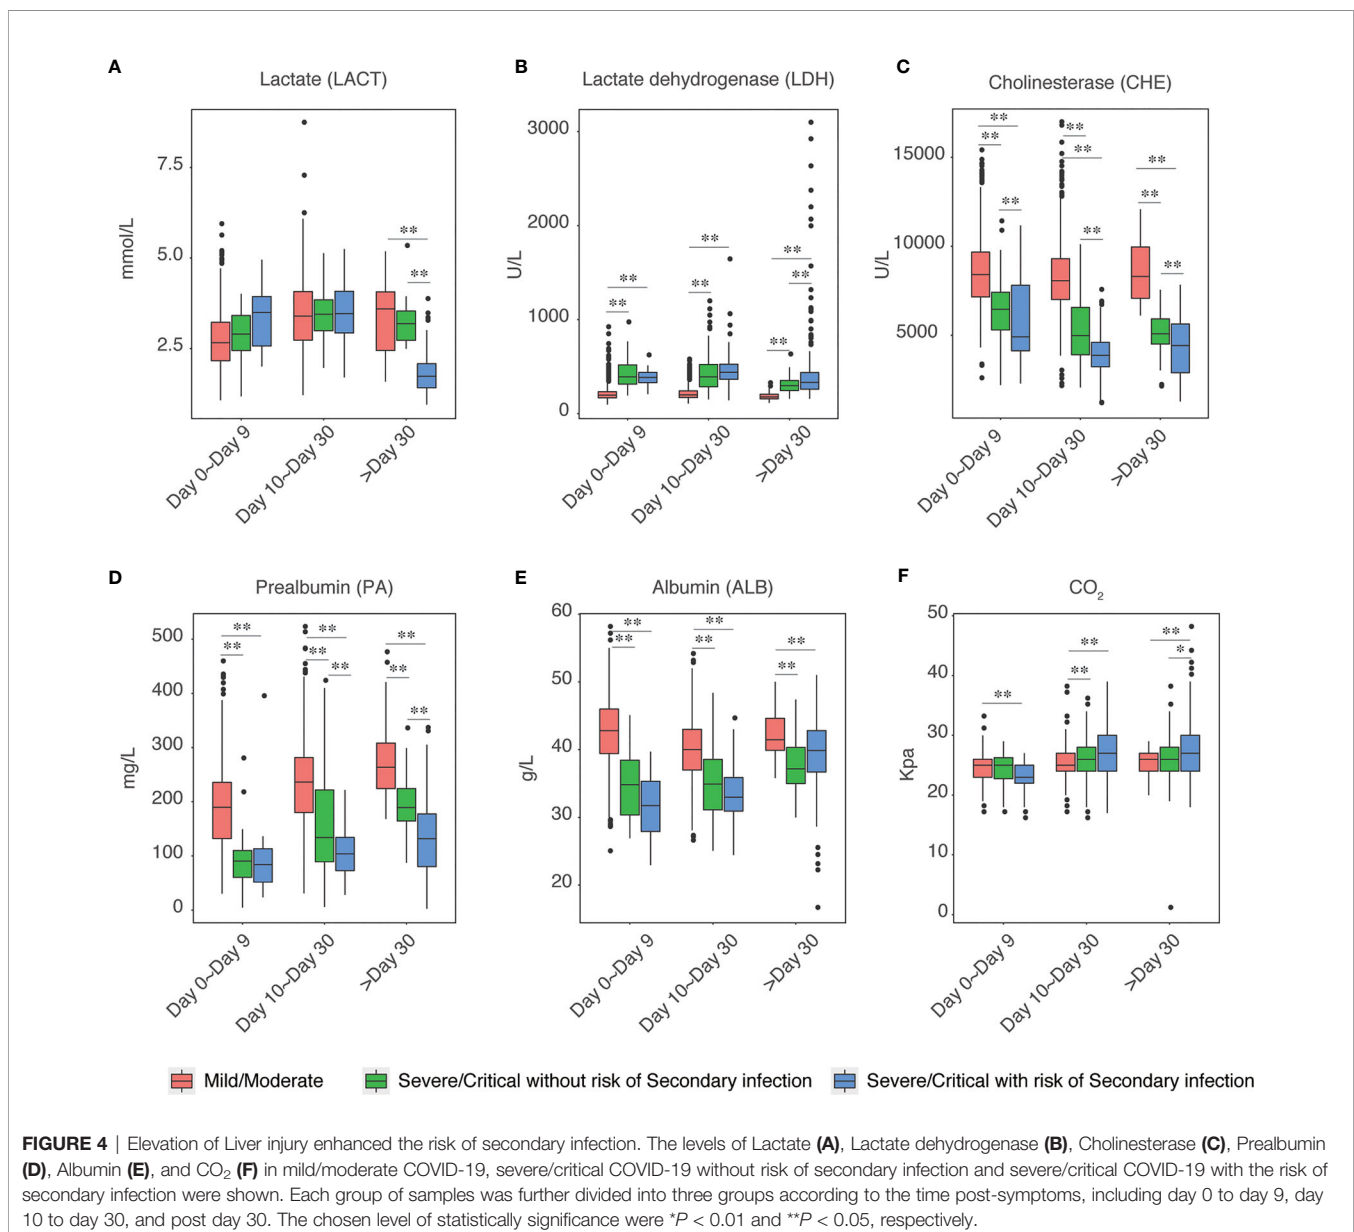 A
Lactate (LACT)
mmol/L
7.5
5.0
2.5
**
**
Day 0~Day 9
Day 10~Day 30
>Day 30
B
Lactate dehydrogenase (LDH)
U/L
3000
2000
1000
0
**
**
**
**
**
**
**
Day 0~Day 9
Day 10~Day 30
>Day 30
C
Cholinesterase (CHE)
U/L
15000
10000
5000
**
**
**
**
**
**
**
**
**
Day 0~Day 9
Day 10~Day 30
>Day 30
D
Prealbumin (PA)
mg/L
500
400
300
200
100
0
**
**
**
**
**
**
**
**
Day 0~Day 9
Day 10~Day 30
>Day 30
E
Albumin (ALB)
g/L
60
50
40
30
20
**
**
**
**
**
**
Day 0~Day 9
Day 10~Day 30
>Day 30
F
CO2
Kpa
50
40
30
20
10
0
**
**
**
**
*
Day 0~Day 9
Day 10~Day 30
>Day 30
Mild/Moderate
Severe/Critical without risk of Secondary infection
Severe/Critical with risk of Secondary infection
FIGURE 4 | Elevation of Liver injury enhanced the risk of secondary infection. The levels of Lactate (A), Lactate dehydrogenase (B), Cholinesterase (C), Prealbumin
(D), Albumin (E), and CO2 (F) in mild/moderate COVID-19, severe/critical COVID-19 without risk of secondary infection and severe/critical COVID-19 with the risk of
secondary infection were shown. Each group of samples was further divided into three groups according to the time post-symptoms, including day 0 to day 9, day
10 to day 30, and post day 30. The chosen level of statistically significance were *P < 0.01 and **P < 0.05, respectively.